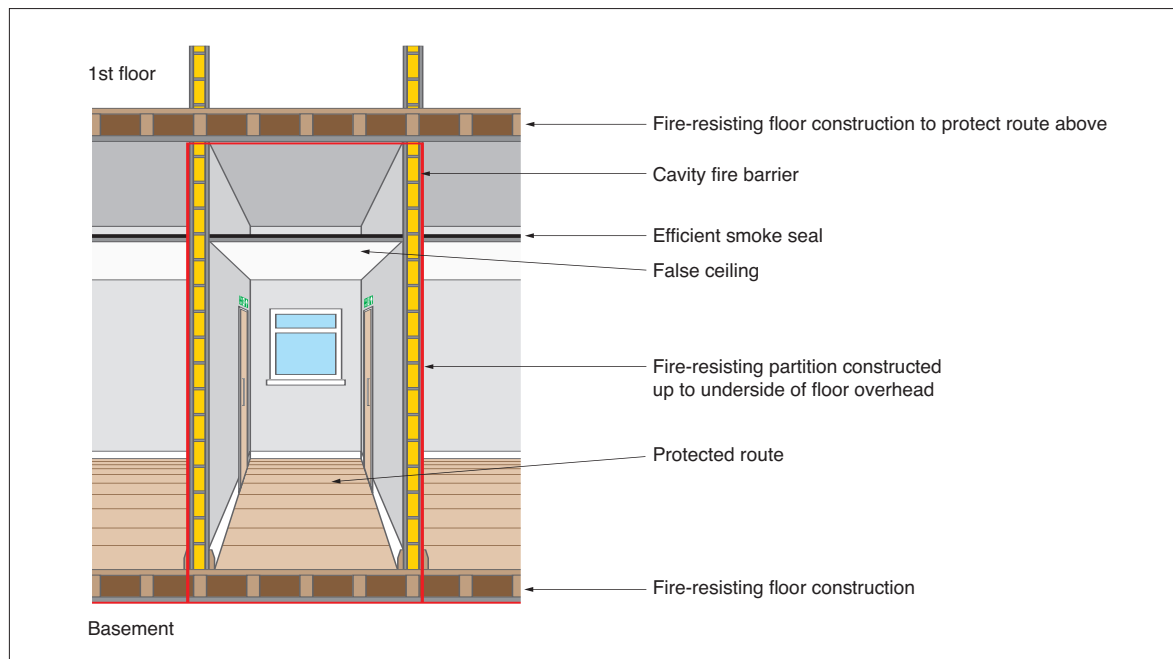 1st floor
Fire-resisting floor construction to protect route above
Cavity fire barrier
Efficient smoke seal
False ceiling
Fire-resisting partition constructed
up to underside of floor overhead
Protected route
Fire-resisting floor construction
Basement